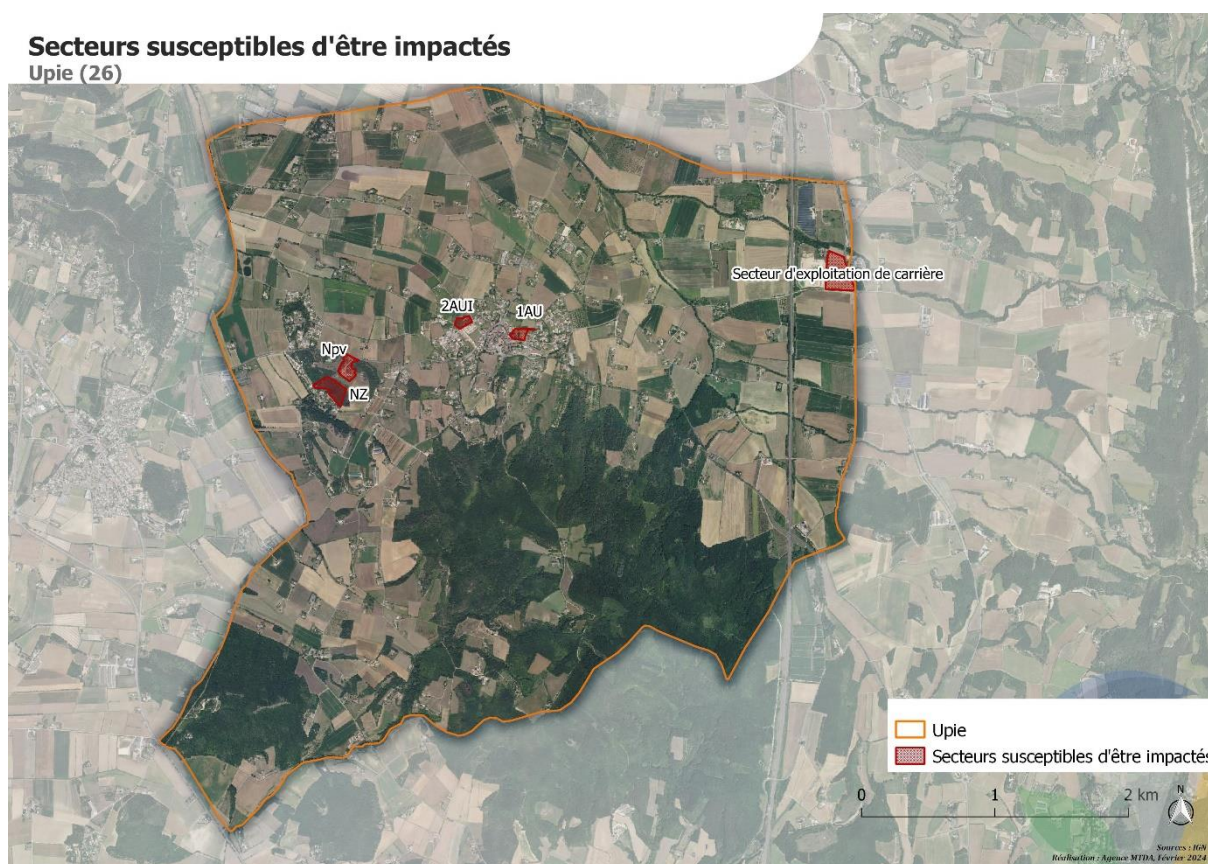 Secteurs susceptibles d'être impactés
Upie (26)
Secteur d'exploitation de carrière
2AUI
1AU
Npv
NZ
Upie
Secteurs susceptibles d'être impactés
0 1 2 km
N
Sources : IGN
Réalisation : Agence MTDA, Février 2024